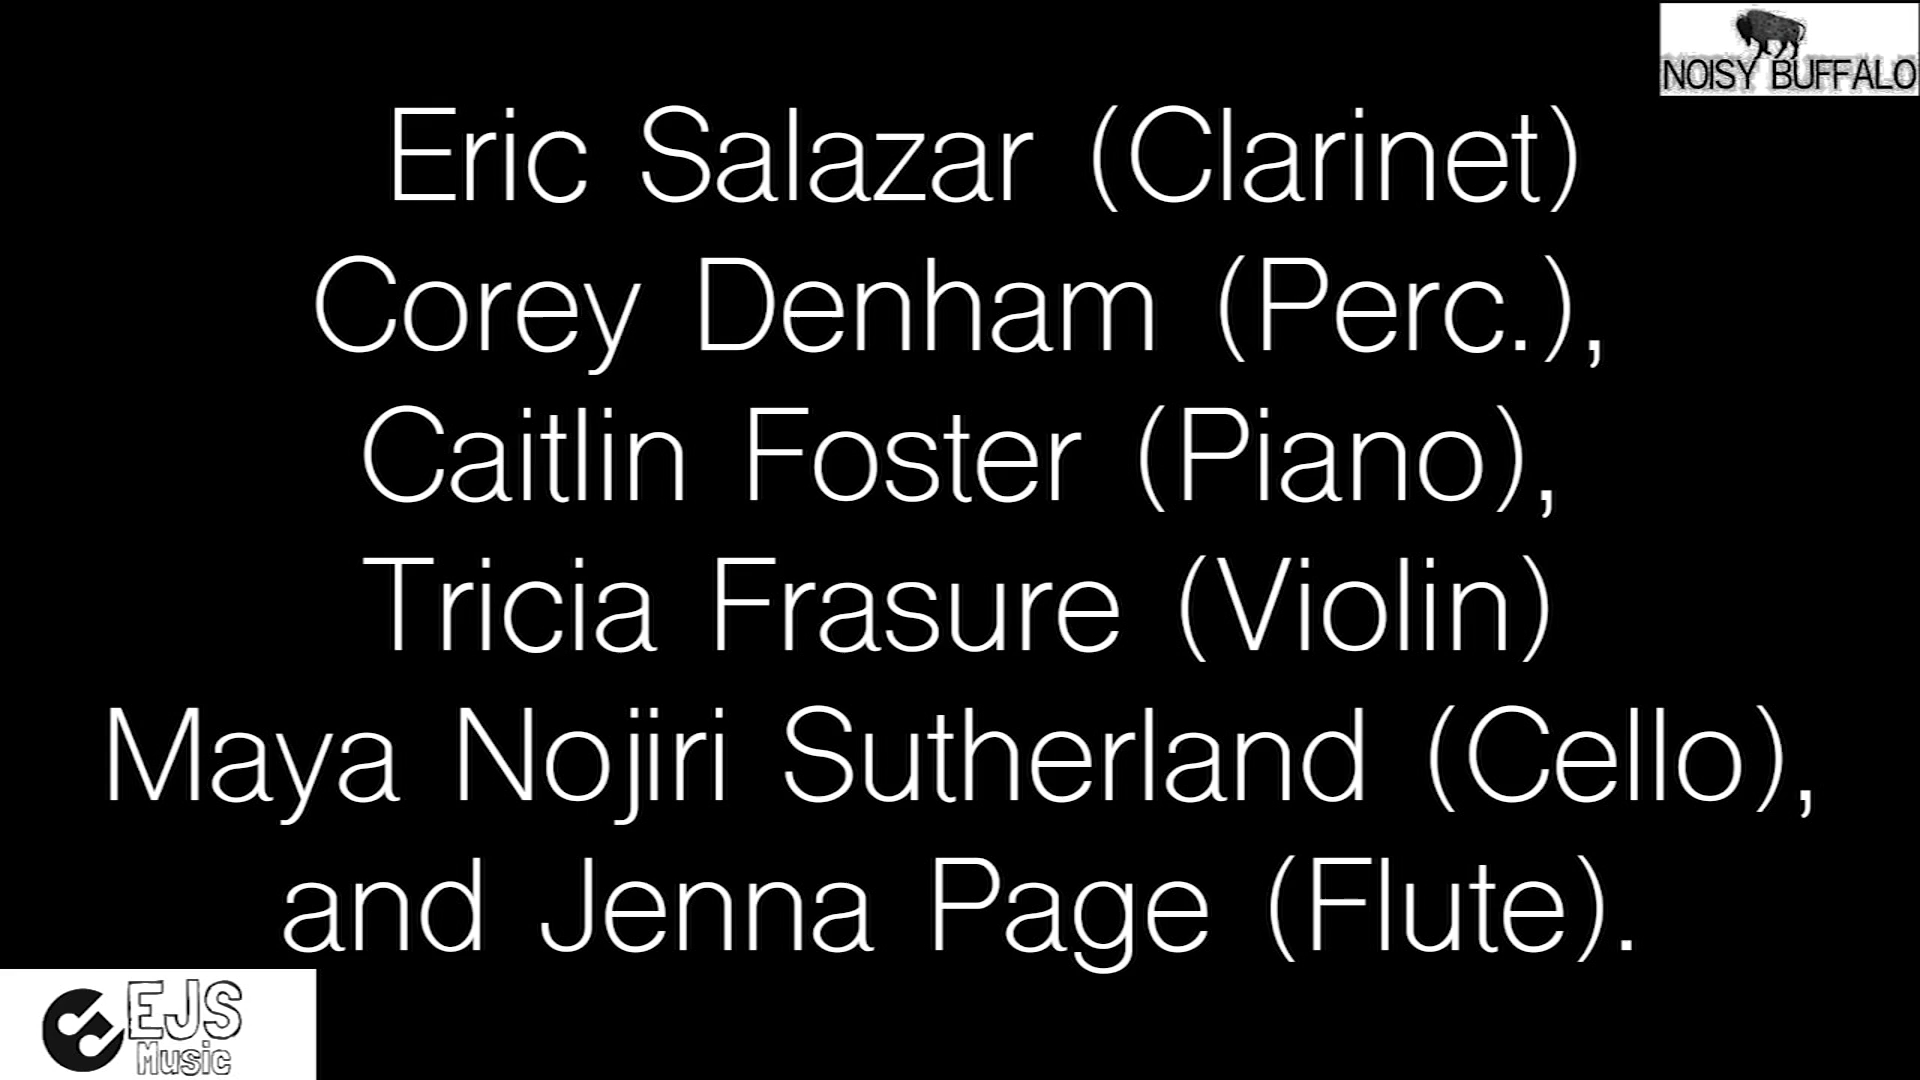 NOISY BUFFALO
Eric Salazar (Clarinet)
Corey Denham (Perc.),
Caitlin Foster (Piano),
Tricia Frasure (Violin)
Maya Nojiri Sutherland (Cello),
and Jenna Page (Flute).
EJS
Music